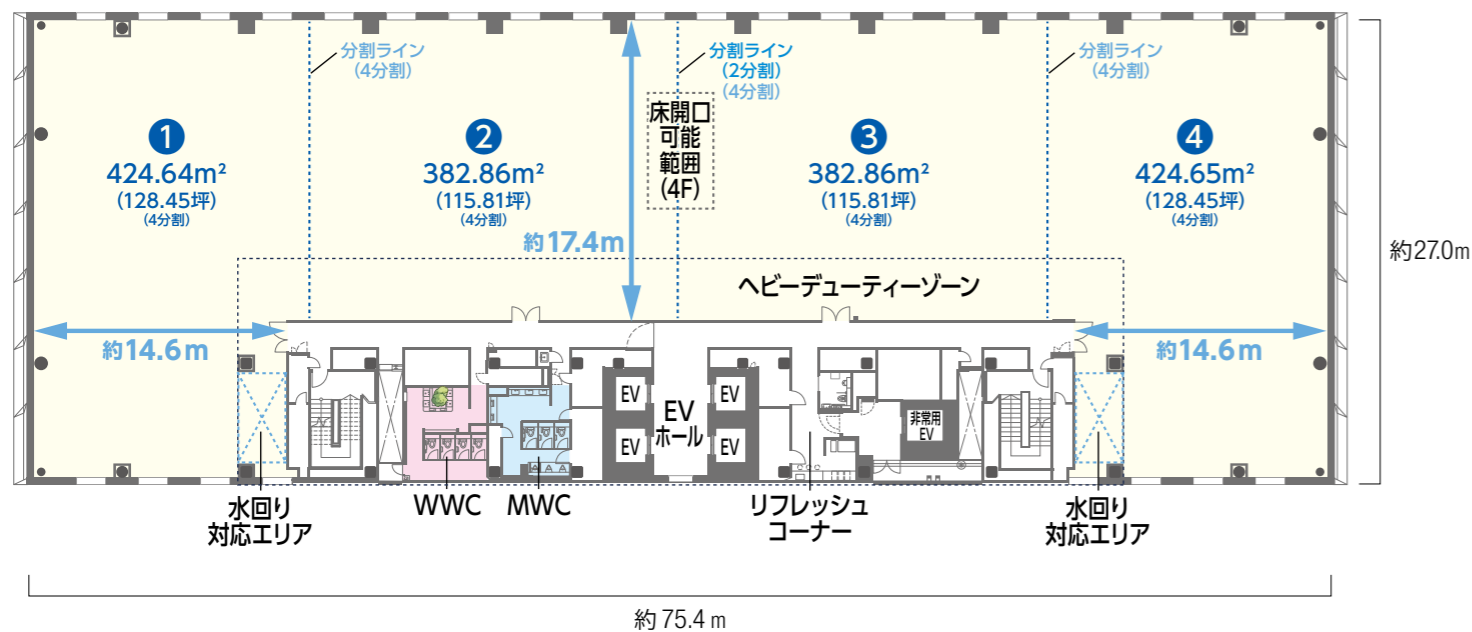 分割ライン
(4分割)
分割ライン
(2分割)
(4分割)
分割ライン
(4分割)
床開口
可能
範囲
(4F)
1
424.64m²
(128.45坪)
(4分割)
2
382.86m²
(115.81坪)
(4分割)
3
382.86m²
(115.81坪)
(4分割)
4
424.65m²
(128.45坪)
(4分割)
約17.4m
約27.0m
ヘビーデューティーゾーン
約14.6m
約14.6m
EV
EV
EV
EV
EV
ホール
非常用
EV
水回り
対応エリア
WWC
MWC
リフレッシュ
コーナー
水回り
対応エリア
約75.4m